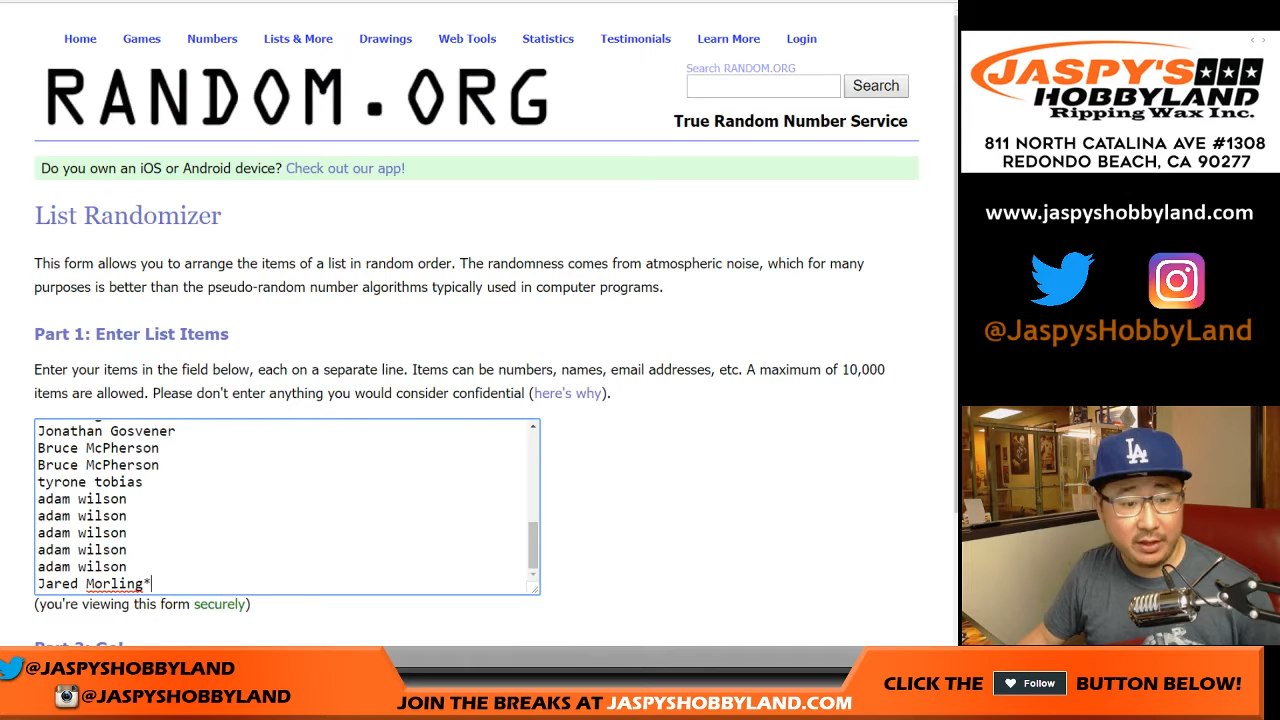 Home Games Numbers Lists & More Drawings Web Tools Statistics Testimonials Learn More Login
RANDOM.ORG
Search RANDOM.ORG
Search
True Random Number Service
Do you own an iOS or Android device? Check out our app!
List Randomizer
This form allows you to arrange the items of a list in random order. The randomness comes from atmospheric noise, which for many
purposes is better than the pseudo-random number algorithms typically used in computer programs.
Part 1: Enter List Items
Enter your items in the field below, each on a separate line. Items can be numbers, names, email addresses, etc. A maximum of 10,000
items are allowed. Please don't enter anything you would consider confidential (here's why).
Jonathan Gosvener
Bruce McPherson
Bruce McPherson
tyrone tobias
adam wilson
adam wilson
adam wilson
adam wilson
adam wilson
Jared Morling*
(you're viewing this form securely)
JASPY'S
HOBBYLAND
Ripping Wax Inc.
811 NORTH CATALINA AVE #1308
REDONDO BEACH, CA 90277
www.jaspyshobbyland.com
@JaspysHobbyLand
LA
@JASPYSHOBBYLAND
@JASPYSHOBBYLAND
JOIN THE BREAKS AT JASPYSHOBBYLAND.COM
CLICK THE Follow BUTTON BELOW!